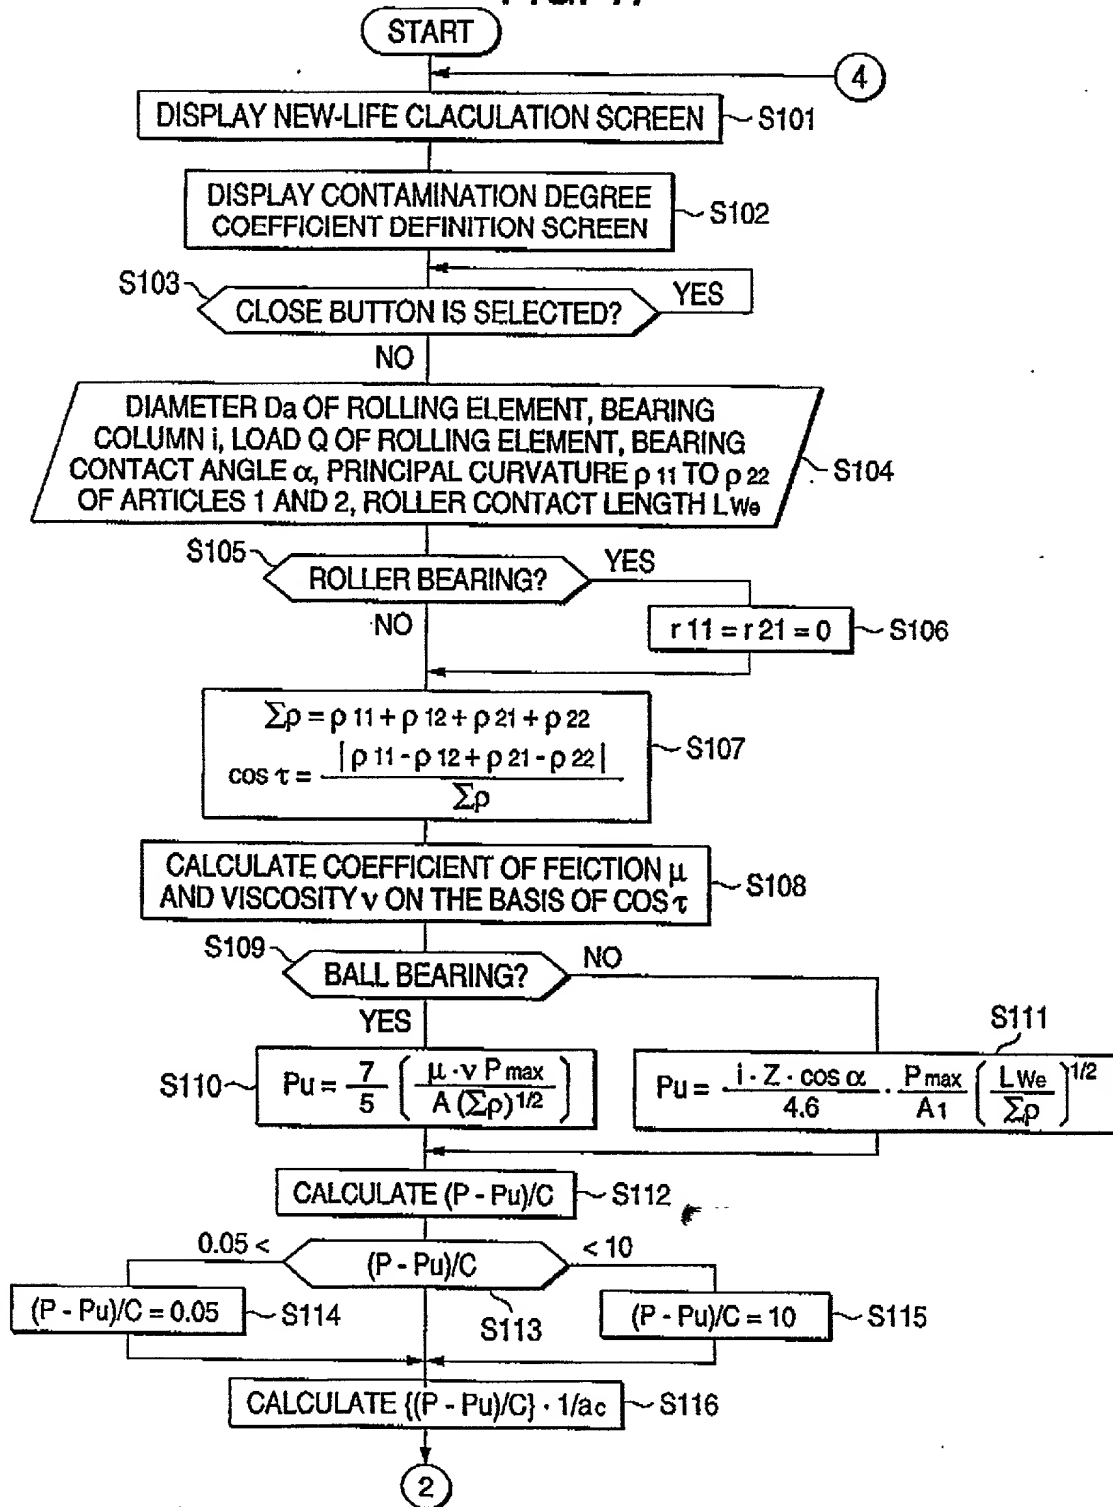 START
4
DISPLAY NEW-LIFE CLACULATION SCREEN
S101
DISPLAY CONTAMINATION DEGREE
COEFFICIENT DEFINITION SCREEN
S102
S103
CLOSE BUTTON IS SELECTED?
YES
NO
DIAMETER Da OF ROLLING ELEMENT, BEARING
COLUMN i, LOAD Q OF ROLLING ELEMENT, BEARING
CONTACT ANGLE α, PRINCIPAL CURVATURE ρ 11 TO ρ 22
OF ARTICLES 1 AND 2, ROLLER CONTACT LENGTH LWe
S104
S105
ROLLER BEARING?
YES
NO
r 11 = r 21 = 0
S106
Σρ = ρ 11 + ρ 12 + ρ 21 + ρ 22
cos τ = |ρ 11 - ρ 12 + ρ 21 - ρ 22| / Σρ
S107
CALCULATE COEFFICIENT OF FEICTION μ
AND VISCOSITY ν ON THE BASIS OF COS τ
S108
S109
BALL BEARING?
NO
YES
S110
Pu = 7/5 (μ · ν Pmax / A (Σρ)^1/2)
S111
Pu = i · Z · cos α / 4.6 · Pmax / A1 (LWe / Σρ)^1/2
CALCULATE (P - Pu)/C
S112
0.05 <
(P - Pu)/C
< 10
S113
(P - Pu)/C = 0.05
S114
(P - Pu)/C = 10
S115
CALCULATE {(P - Pu)/C} · 1/ac
S116
2